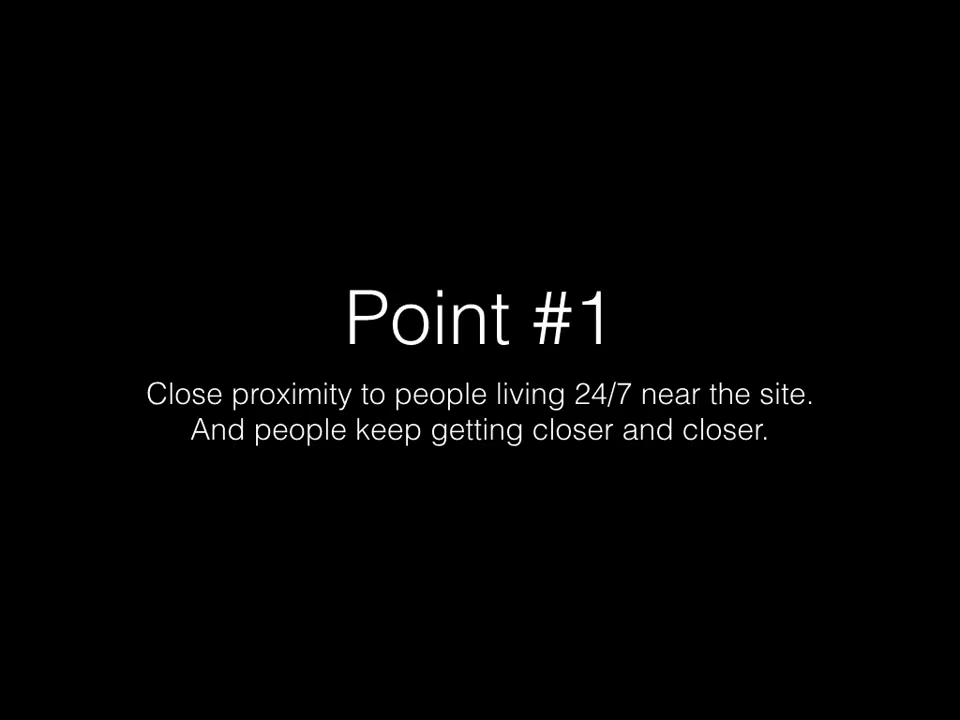 Point #1
Close proximity to people living 24/7 near the site.
And people keep getting closer and closer.